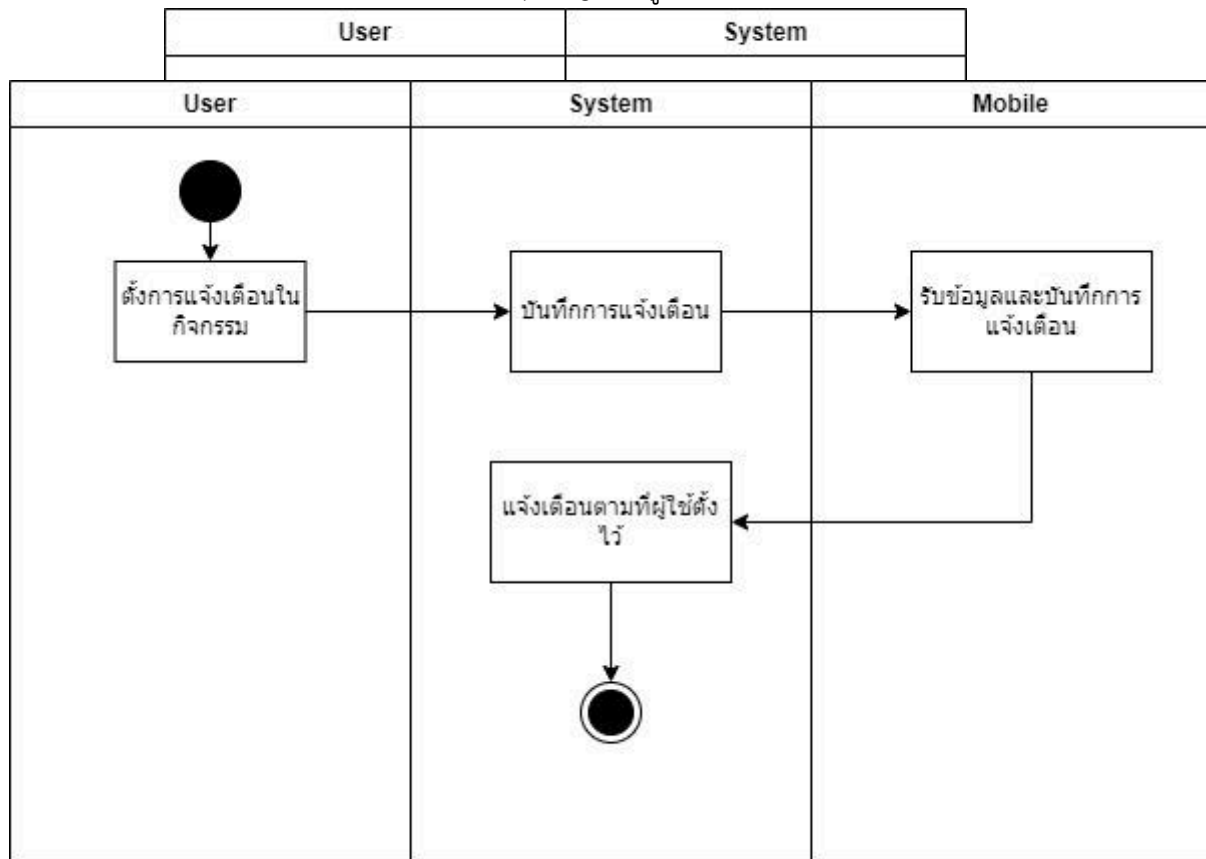 User System
User System Mobile
ตั้งการแจ้งเตือนใน
กิจกรรม
บันทึกการแจ้งเตือน
รับข้อมูลและบันทึกการ
แจ้งเตือน
แจ้งเตือนตามที่ผู้ใช้ตั้ง
ไว้